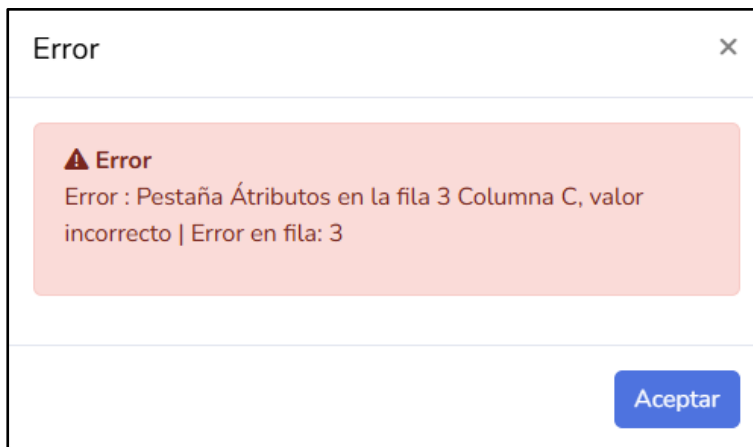 Error
×
Error
Error : Pestaña Átributos en la fila 3 Columna C, valor
incorrecto | Error en fila: 3
Aceptar